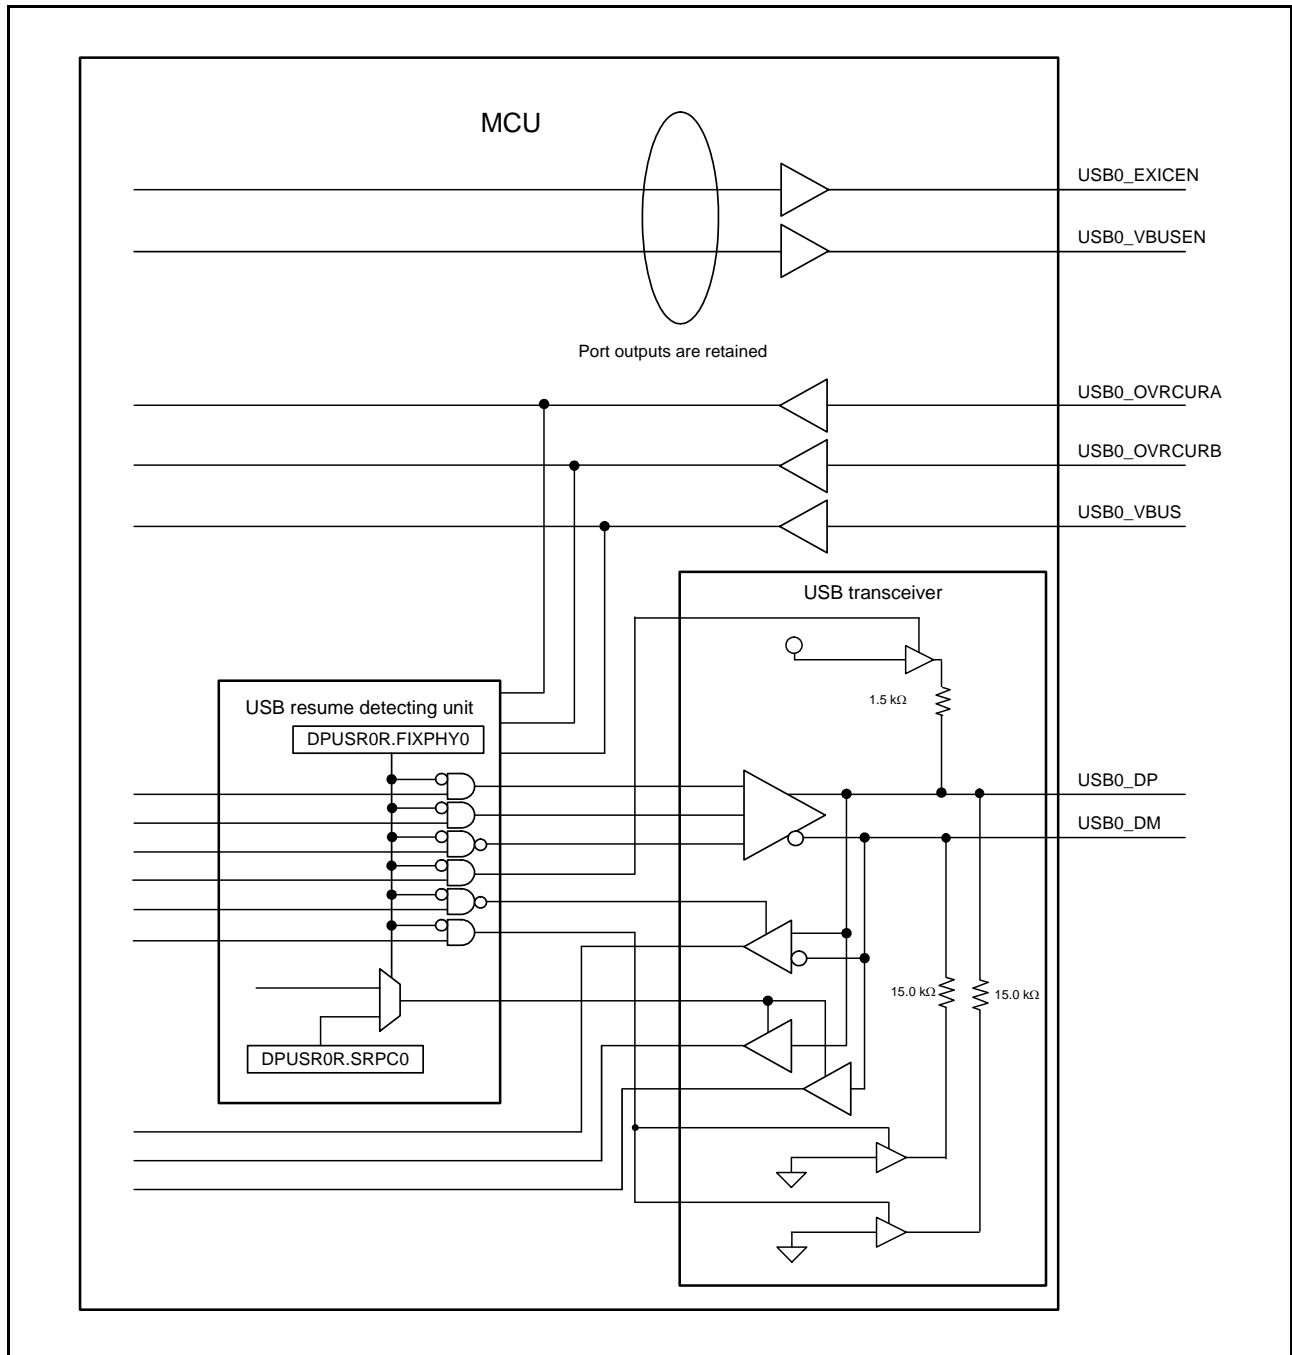 MCU
USB0_EXICEN
USB0_VBUSEN
Port outputs are retained
USB0_OVRCURA
USB0_OVRCURB
USB0_VBUS
USB transceiver
1.5 kΩ
USB resume detecting unit
DPUSR0R.FIXPHY0
USB0_DP
USB0_DM
15.0 kΩ
15.0 kΩ
DPUSR0R.SRPC0